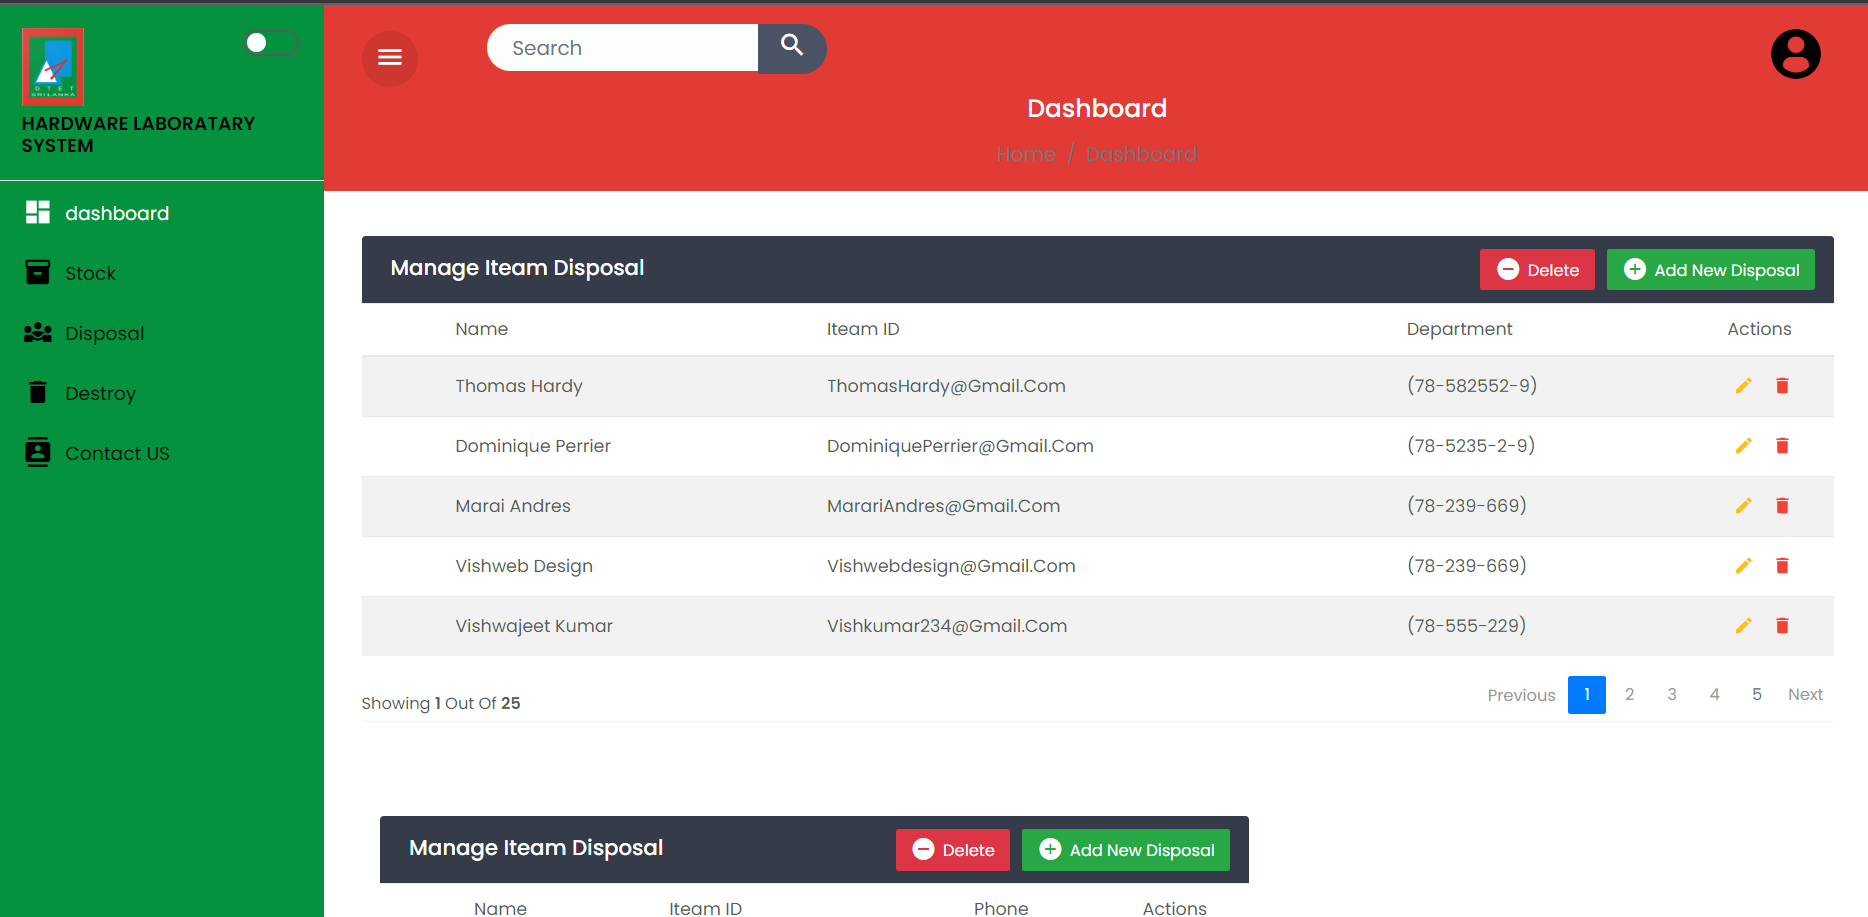 D T E T
SRI LANKA
HARDWARE LABORATARY
SYSTEM
dashboard
Stock
Disposal
Destroy
Contact US
Search
Dashboard
Home / Dashboard
Manage Iteam Disposal
Delete
Add New Disposal
Name Iteam ID Department Actions
Thomas Hardy ThomasHardy@Gmail.Com (78-582552-9)
Dominique Perrier DominiquePerrier@Gmail.Com (78-5235-2-9)
Marai Andres MarariAndres@Gmail.Com (78-239-669)
Vishweb Design Vishwebdesign@Gmail.Com (78-239-669)
Vishwajeet Kumar Vishkumar234@Gmail.Com (78-555-229)
Showing 1 Out Of 25
Previous 1 2 3 4 5 Next
Manage Iteam Disposal
Delete
Add New Disposal
Name Iteam ID Phone Actions